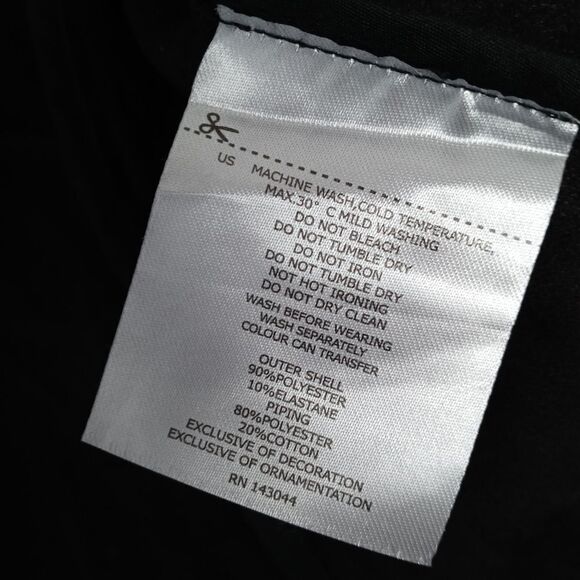 US MACHINE WASH,COLD TEMPERATURE,
MAX.30° C MILD WASHING
DO NOT BLEACH
DO NOT TUMBLE DRY
DO NOT IRON
DO NOT TUMBLE DRY
NOT HOT IRONING
DO NOT DRY CLEAN
WASH BEFORE WEARING
WASH SEPARATELY
COLOUR CAN TRANSFER
OUTER SHELL
90%POLYESTER
10%ELASTANE
PIPING
80%POLYESTER
20%COTTON
EXCLUSIVE OF DECORATION
EXCLUSIVE OF ORNAMENTATION
RN 143044